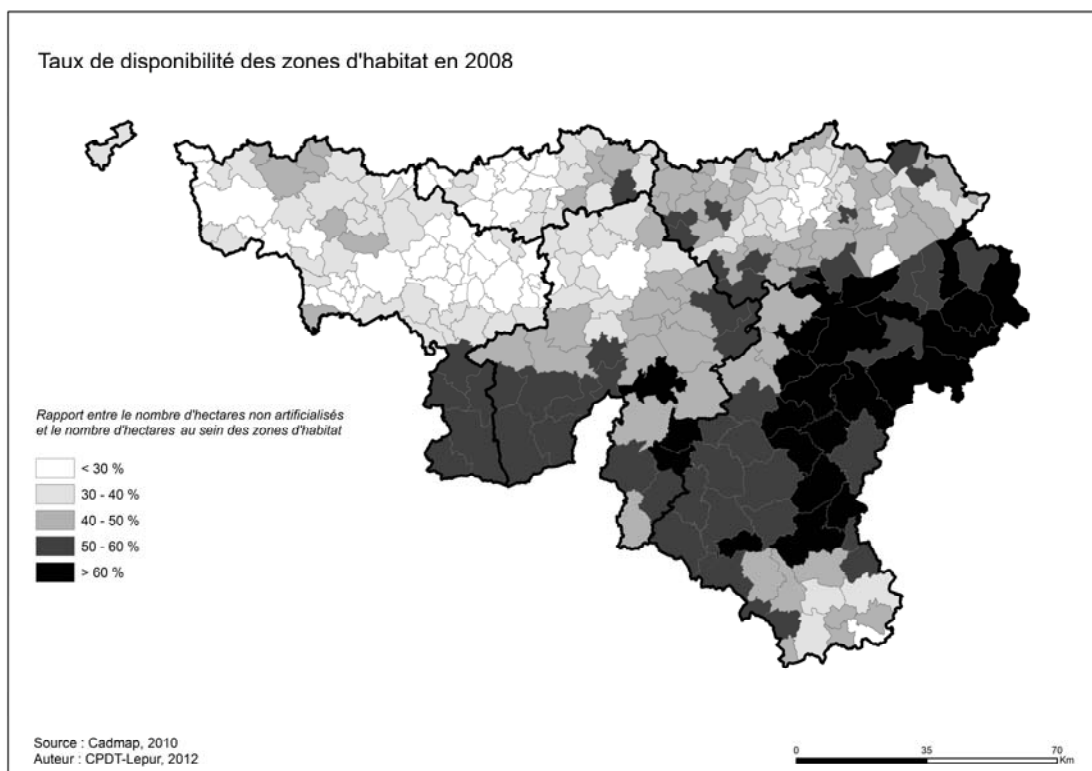 Taux de disponibilité des zones d'habitat en 2008
Rapport entre le nombre d'hectares non artificialisés
et le nombre d'hectares au sein des zones d'habitat
< 30 %
30 - 40 %
40 - 50 %
50 - 60 %
> 60 %
Source : Cadmap, 2010
Auteur : CPDT-Lepur, 2012
0 35 70
Km